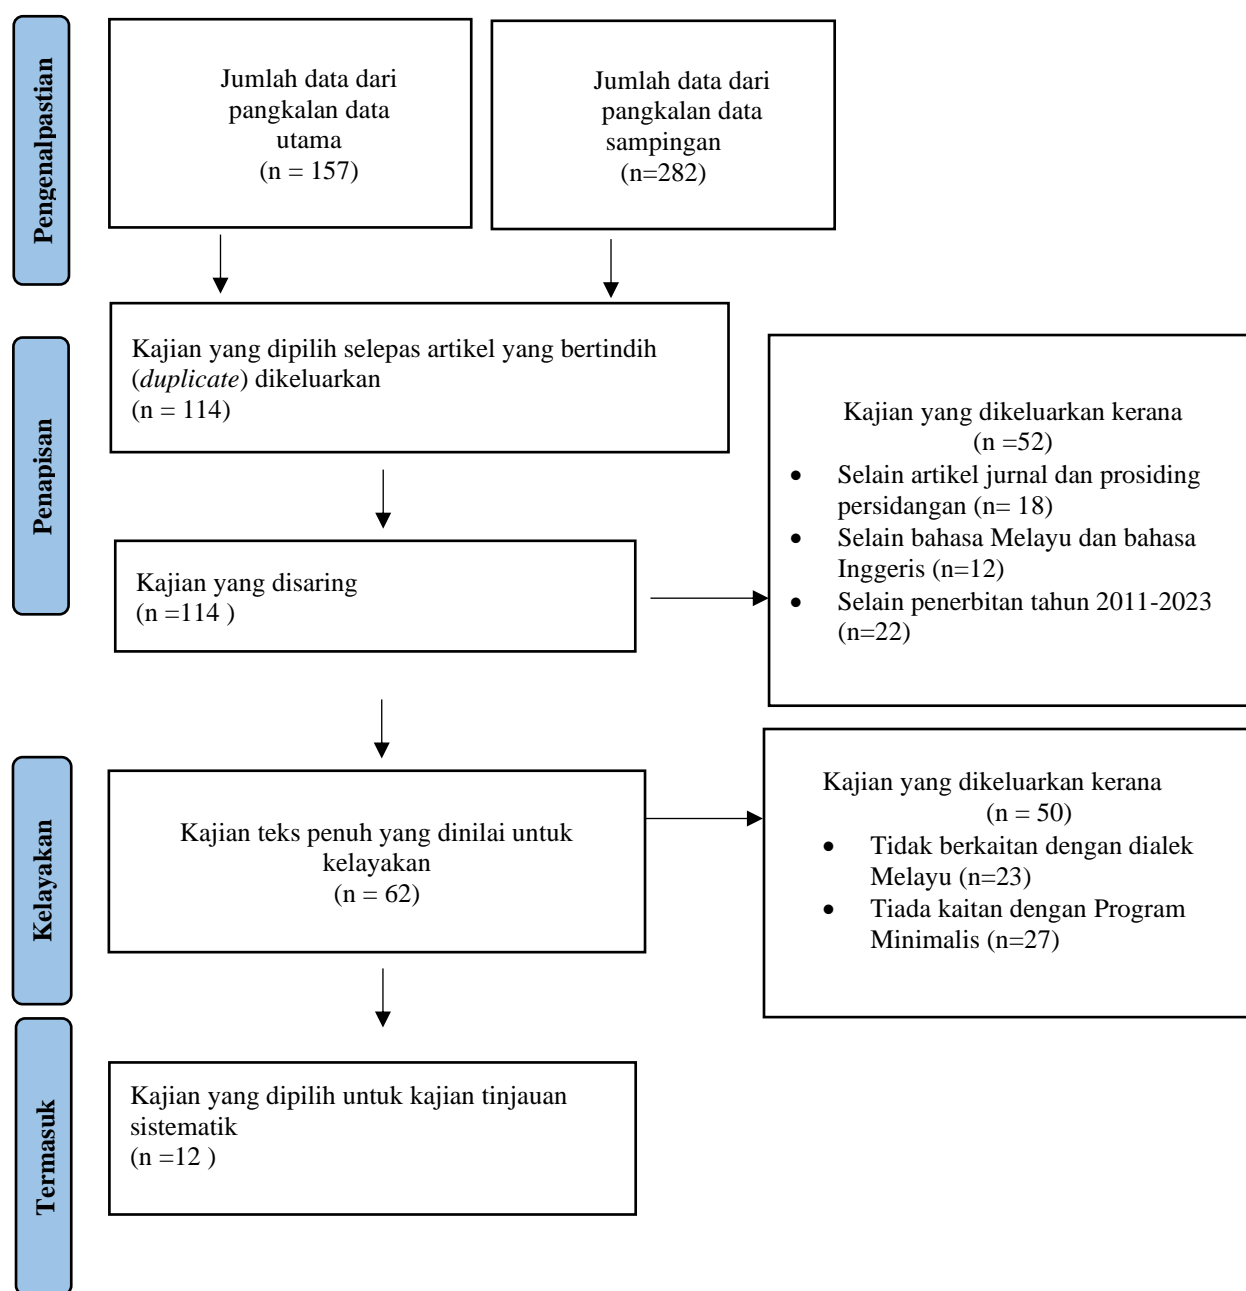 Pengenalpastian
Jumlah data dari
pangkalan data
utama
(n = 157)
Jumlah data dari
pangkalan data
sampingan
(n=282)
Penapisan
Kajian yang dipilih selepas artikel yang bertindih
(duplicate) dikeluarkan
(n = 114)
Kajian yang disaring
(n =114 )
Kajian yang dikeluarkan kerana
(n =52)
• Selain artikel jurnal dan prosiding
persidangan (n= 18)
• Selain bahasa Melayu dan bahasa
Inggeris (n=12)
• Selain penerbitan tahun 2011-2023
(n=22)
Kelayakan
Kajian teks penuh yang dinilai untuk
kelayakan
(n = 62)
Kajian yang dikeluarkan kerana
(n = 50)
• Tidak berkaitan dengan dialek
Melayu (n=23)
• Tiada kaitan dengan Program
Minimalis (n=27)
Termasuk
Kajian yang dipilih untuk kajian tinjauan
sistematik
(n =12 )